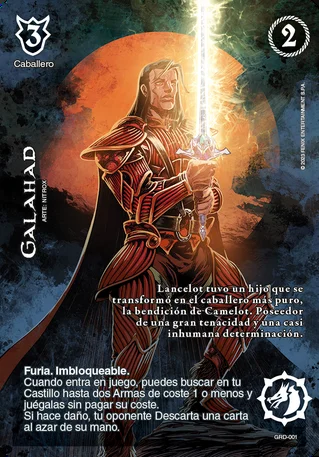 3
2
Caballero
© 2023 FENIX ENTERTAINMENT S.P.A.
GALAHAD
ARTE: NITROX
Lancelot tuvo un hijo que se
transformó en el caballero más puro,
la bendición de Camelot. Poseedor
de una gran tenacidad y una casi
inhumana determinación.
Furia. Imbloqueable.
Cuando entra en juego, puedes buscar en tu
Castillo hasta dos Armas de coste 1 o menos y
juégalas sin pagar su coste.
Si hace daño, tu oponente Descarta una carta
al azar de su mano.
GRD-001